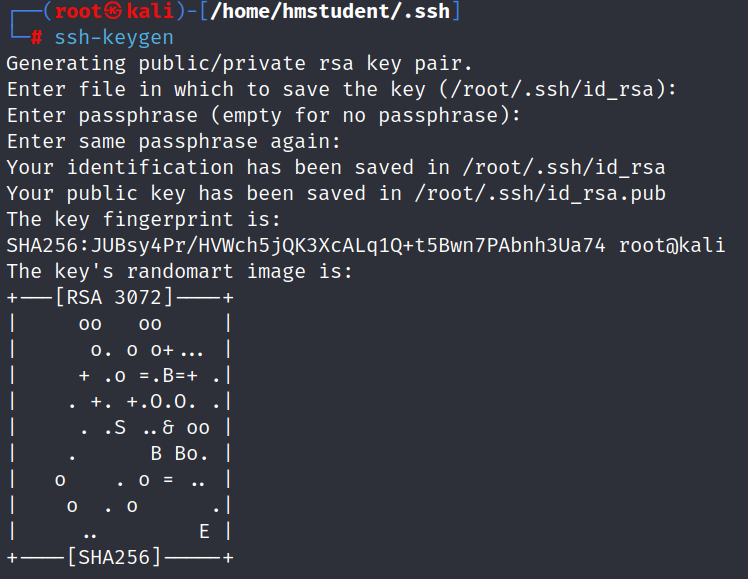 ┌──(root㉿kali)-[/home/hmstudent/.ssh]
└─# ssh-keygen
Generating public/private rsa key pair.
Enter file in which to save the key (/root/.ssh/id_rsa):
Enter passphrase (empty for no passphrase):
Enter same passphrase again:
Your identification has been saved in /root/.ssh/id_rsa
Your public key has been saved in /root/.ssh/id_rsa.pub
The key fingerprint is:
SHA256:JUBsy4Pr/HVWch5jQK3XcALq1Q+t5Bwn7PAbnh3Ua74 root@kali
The key's randomart image is:
+---[RSA 3072]----+
|     oo   oo     |
|      o. o o+... |
|     + .o =.B=+ .|
|    . +. +.O.O. .|
|     . .S ..& oo |
|    .      B Bo. |
|   o    . o = .. |
|    o  . o      .|
|     ..        E |
+----[SHA256]-----+